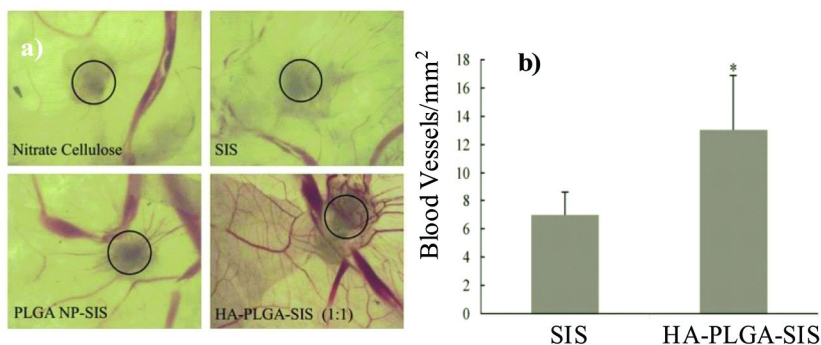 a)
Nitrate Cellulose
SIS
PLGA NP-SIS
HA-PLGA-SIS (1:1)
b)
Blood Vessels/mm²
18
16
14
12
10
8
6
4
2
0
*
SIS
HA-PLGA-SIS